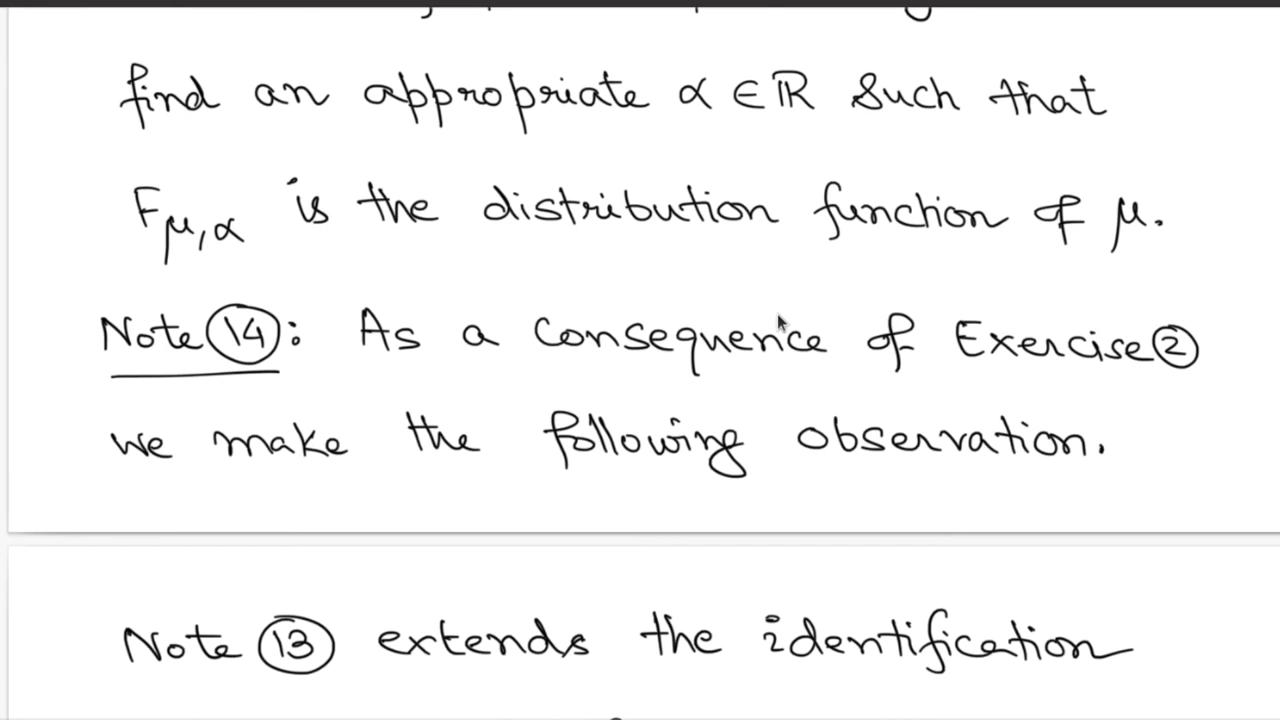 find an appropriate α ∈ ℝ such that
F_{μ,α} is the distribution function of μ.
Note ⑭: As a consequence of Exercise ②
we make the following observation.
Note ⑬ extends the identification